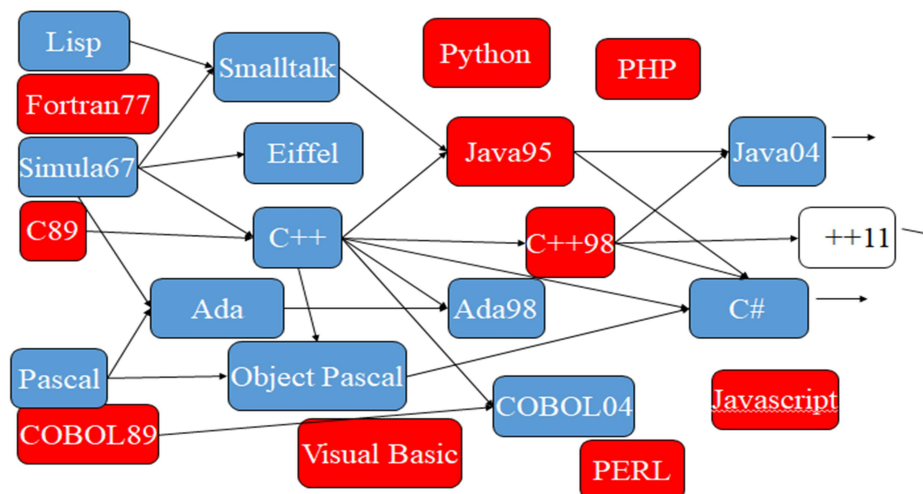 Lisp
Smalltalk
Python
PHP
Fortran77
Simula67
Eiffel
Java95
Java04
C89
C++
C++98
++11
Ada
Ada98
C#
Pascal
Object Pascal
COBOL04
Javascript
COBOL89
Visual Basic
PERL